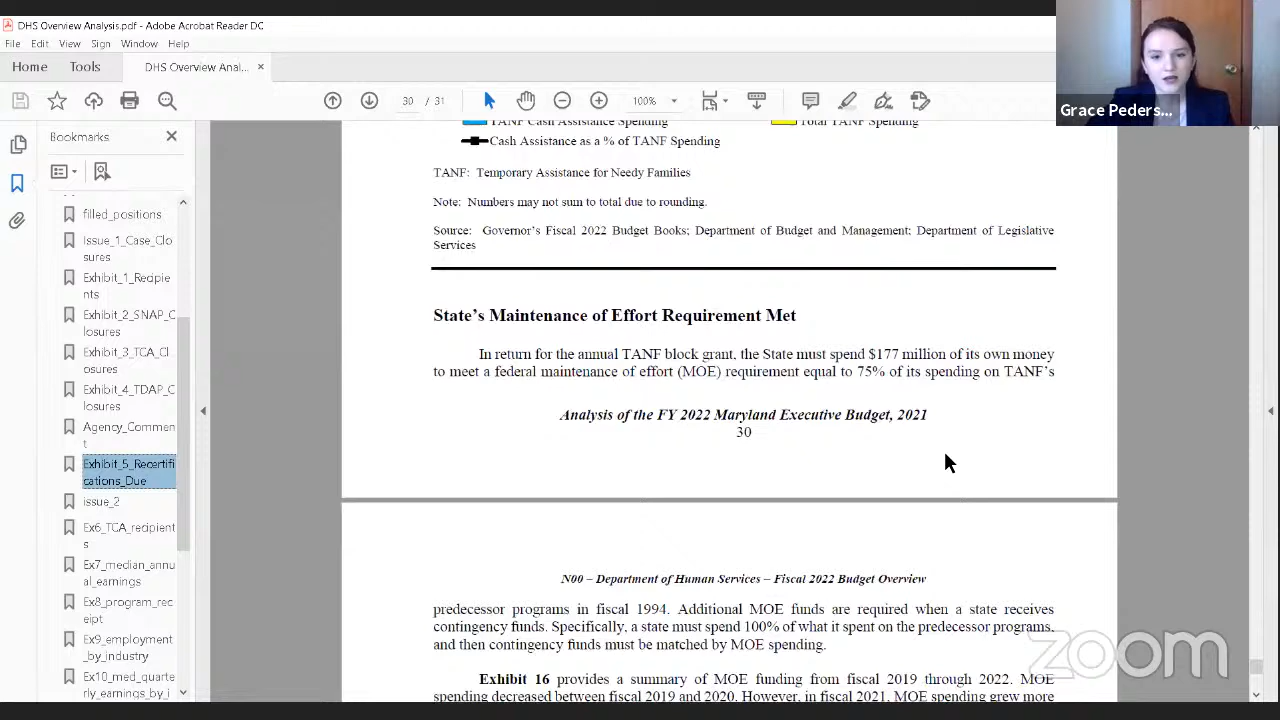 DHS Overview Analysis.pdf - Adobe Acrobat Reader DC
File Edit View Sign Window Help
Home Tools DHS Overview Anal... ×
30 / 31 100%
Grace Peders...
Bookmarks
filled_positions
Issue_1_Case_Clo
sures
Exhibit_1_Recipie
nts
Exhibit_2_SNAP_C
losures
Exhibit_3_TCA_Cl
osures
Exhibit_4_TDAP_C
losures
Agency_Commen
t
Exhibit_5_Recertifi
cations_Due
issue_2
Ex6_TCA_recipient
s
Ex7_median_annu
al_earnings
Ex8_program_rec
eipt
Ex9_employment
_by_industry
Ex10_med_quarte
rly_earnings_by_i
TANF Cash Assistance Spending Total TANF Spending
Cash Assistance as a % of TANF Spending
TANF: Temporary Assistance for Needy Families
Note: Numbers may not sum to total due to rounding.
Source: Governor's Fiscal 2022 Budget Books; Department of Budget and Management; Department of Legislative
Services
State's Maintenance of Effort Requirement Met
In return for the annual TANF block grant, the State must spend $177 million of its own money
to meet a federal maintenance of effort (MOE) requirement equal to 75% of its spending on TANF's
Analysis of the FY 2022 Maryland Executive Budget, 2021
30
N00 – Department of Human Services – Fiscal 2022 Budget Overview
predecessor programs in fiscal 1994. Additional MOE funds are required when a state receives
contingency funds. Specifically, a state must spend 100% of what it spent on the predecessor programs,
and then contingency funds must be matched by MOE spending.
Exhibit 16 provides a summary of MOE funding from fiscal 2019 through 2022. MOE
spending decreased between fiscal 2019 and 2020. However, in fiscal 2021, MOE spending grew more
zoom